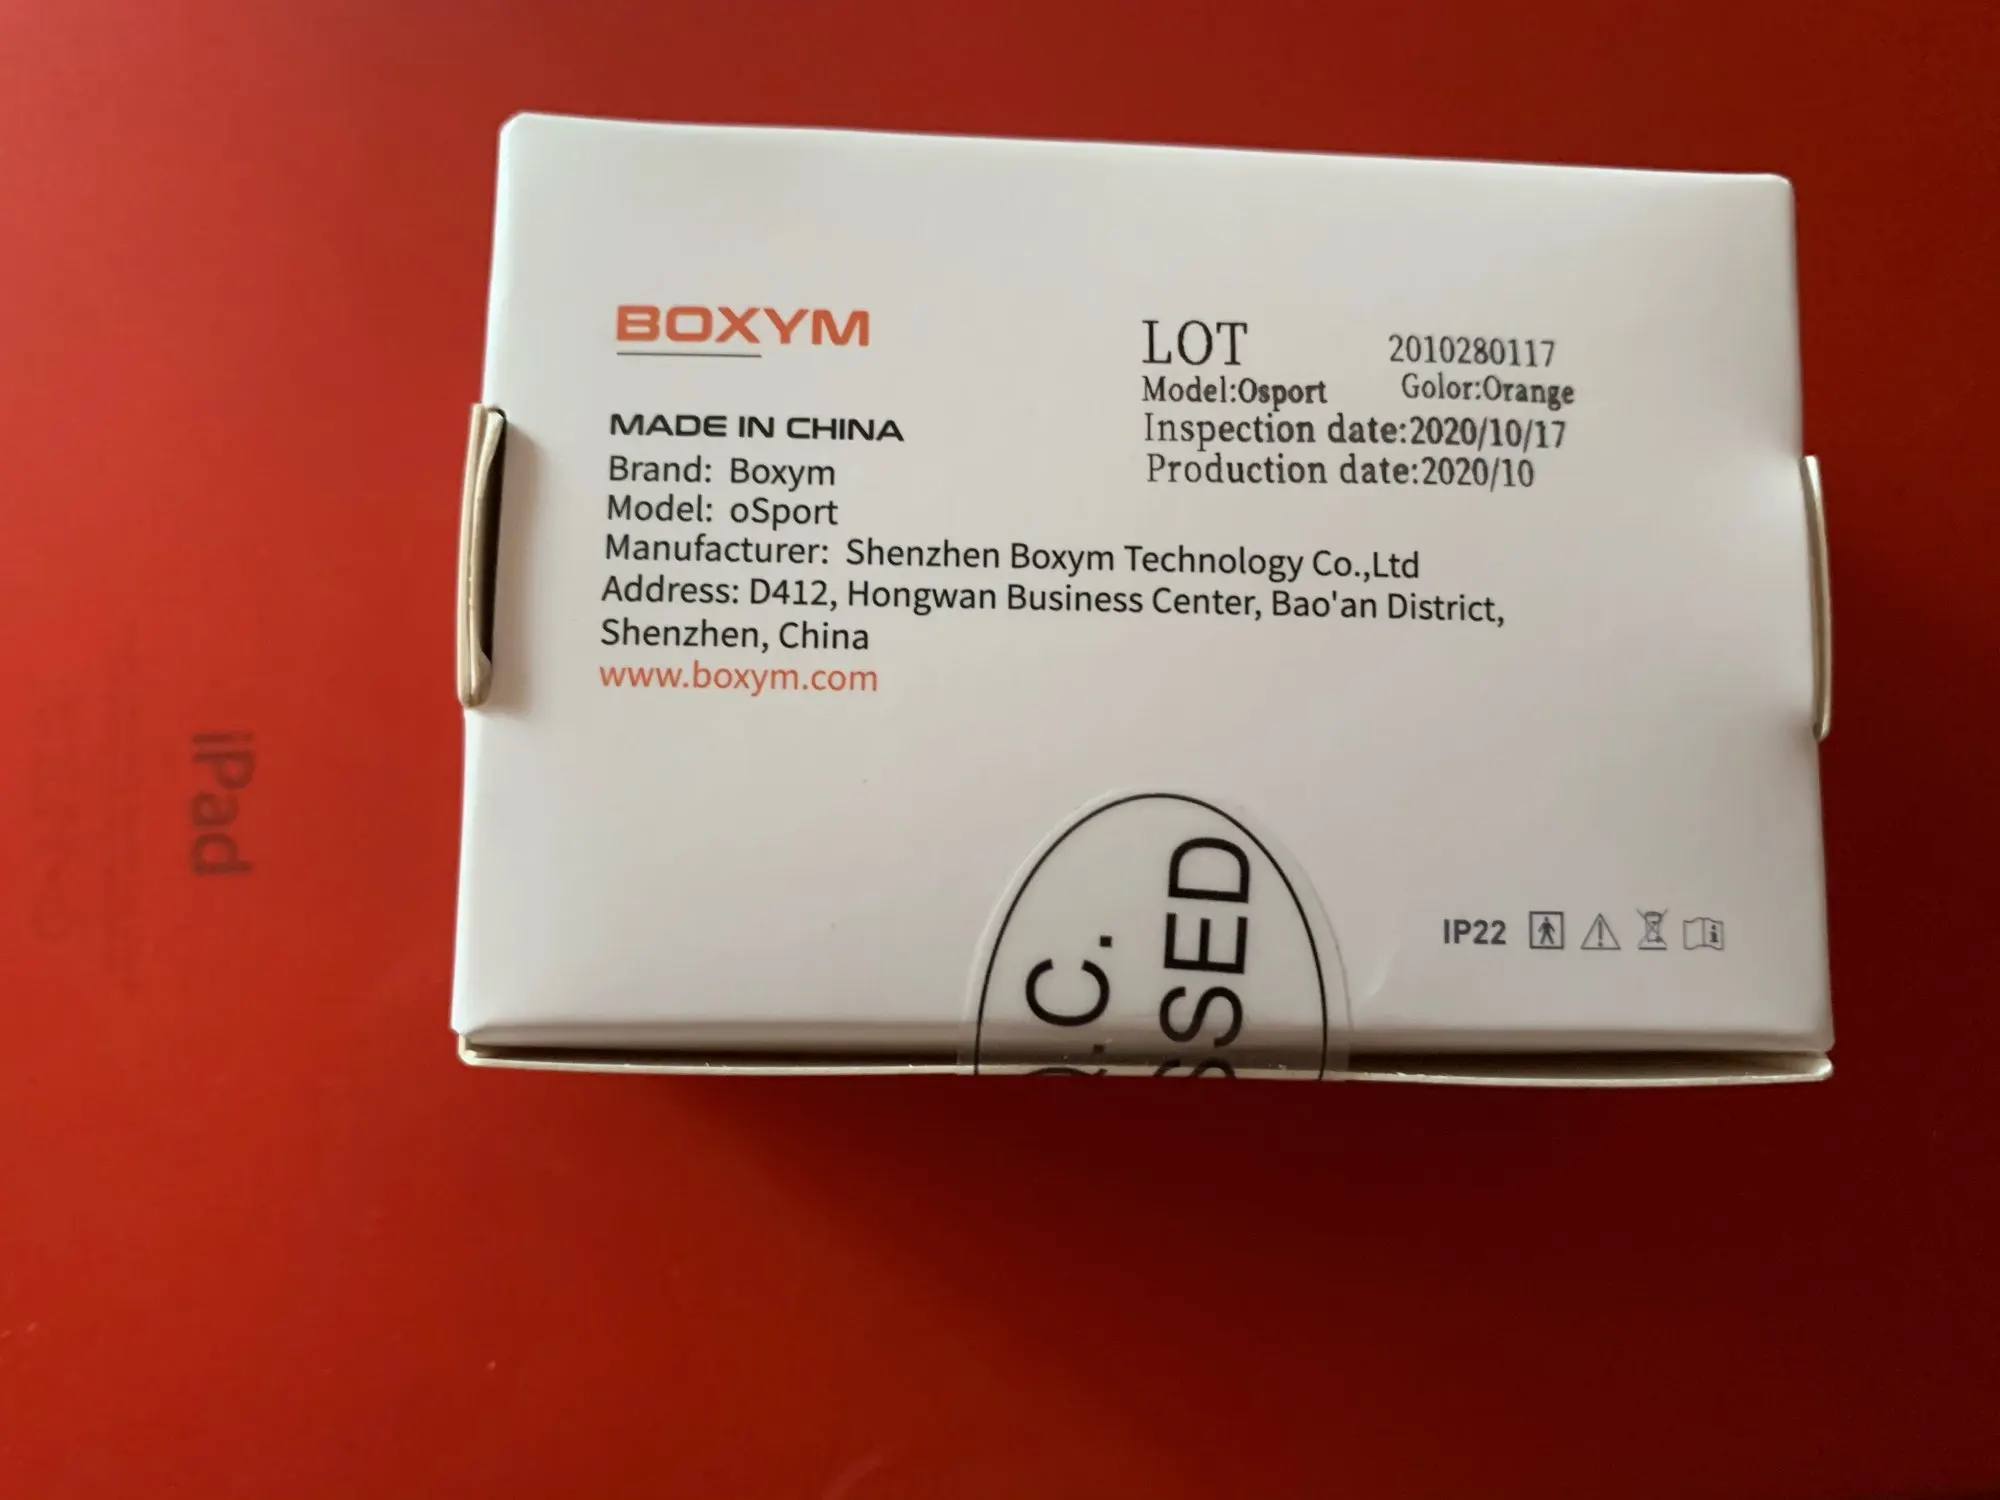 BOXYM
MADE IN CHINA
Brand: Boxym
Model: oSport
Manufacturer: Shenzhen Boxym Technology Co.,Ltd
Address: D412, Hongwan Business Center, Bao'an District,
Shenzhen, China
www.boxym.com
LOT 2010280117
Model:Osport Golor:Orange
Inspection date:2020/10/17
Production date:2020/10
Q.C.
SSED
IP22
iPad